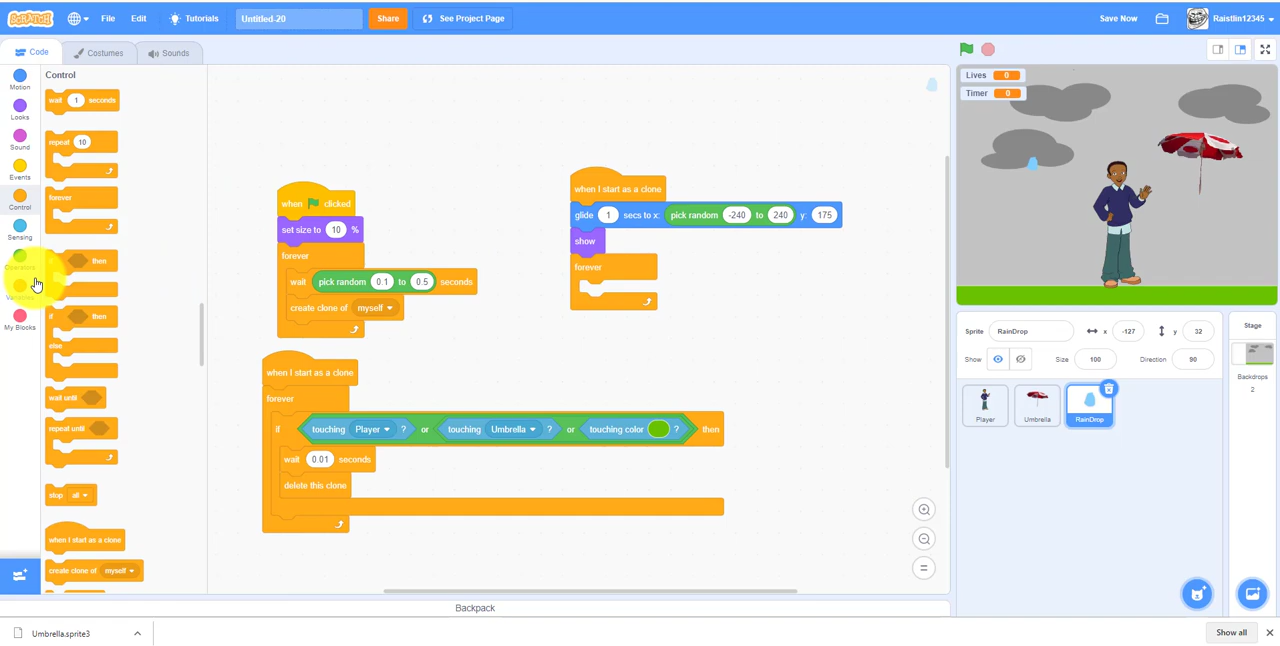 SCRATCH File Edit Tutorials Untitled-20 Share See Project Page Save Now Raistlin12345
Code Costumes Sounds
Motion
Looks
Sound
Events
Control
Sensing
Operators
Variables
My Blocks
Control
wait 1 seconds
repeat 10
forever
if then
if then
else
wait until
repeat until
stop all
when I start as a clone
create clone of myself
when clicked
set size to 10 %
forever
wait pick random 0.1 to 0.5 seconds
create clone of myself
when I start as a clone
glide 1 secs to x: pick random -240 to 240 y: 175
show
forever
when I start as a clone
forever
if touching Player ? or touching Umbrella ? or touching color ? then
wait 0.01 seconds
delete this clone
Lives 0
Timer 0
Sprite RainDrop x -127 y 32
Show Size 100 Direction 90
Player
Umbrella
RainDrop
Stage
Backdrops
2
Backpack
Umbrella.sprite3
Show all